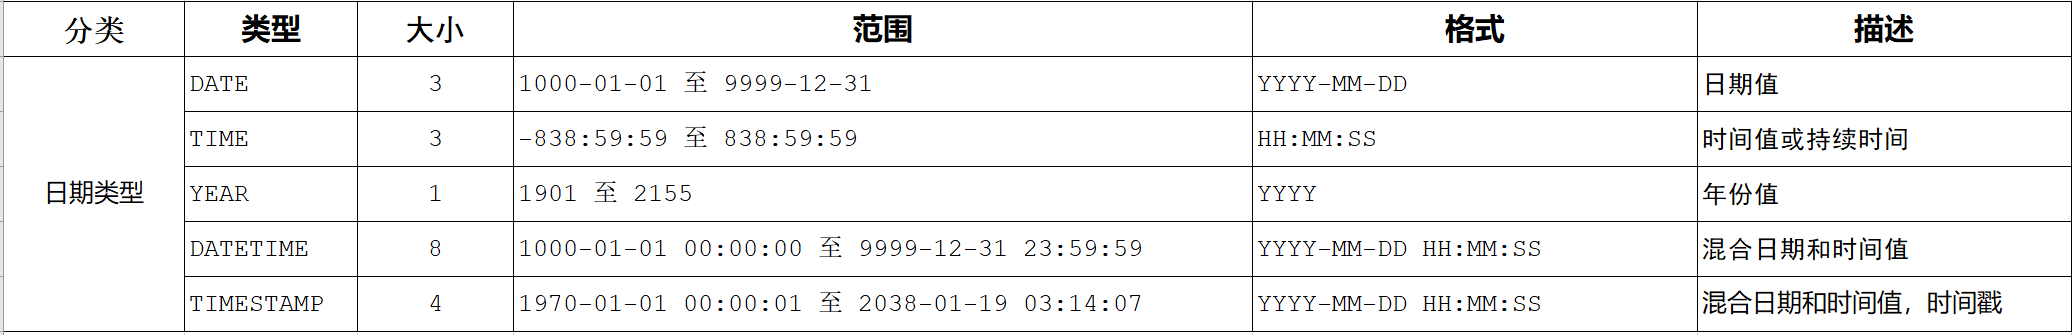 分类 类型 大小 范围 格式 描述
DATE 3 1000-01-01 至 9999-12-31 YYYY-MM-DD 日期值
TIME 3 -838:59:59 至 838:59:59 HH:MM:SS 时间值或持续时间
日期类型 YEAR 1 1901 至 2155 YYYY 年份值
DATETIME 8 1000-01-01 00:00:00 至 9999-12-31 23:59:59 YYYY-MM-DD HH:MM:SS 混合日期和时间值
TIMESTAMP 4 1970-01-01 00:00:01 至 2038-01-19 03:14:07 YYYY-MM-DD HH:MM:SS 混合日期和时间值，时间戳